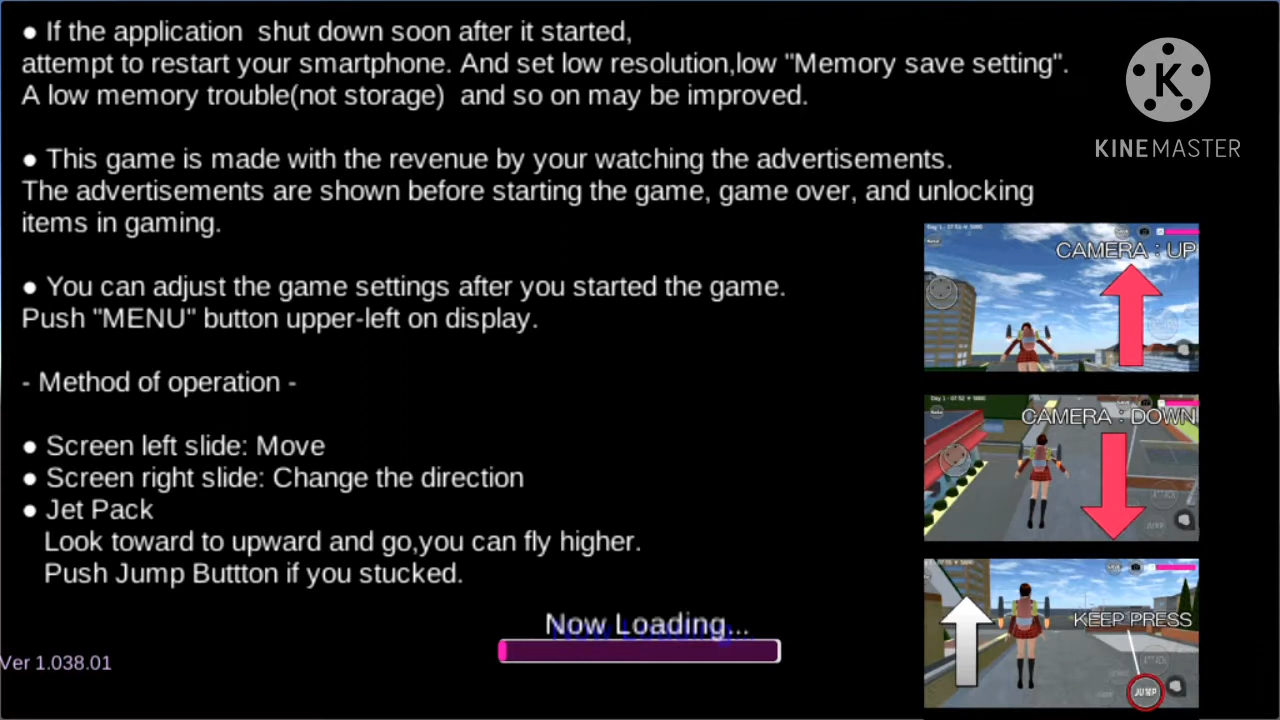 ● If the application  shut down soon after it started,
attempt to restart your smartphone. And set low resolution,low "Memory save setting".
A low memory trouble(not storage)  and so on may be improved.
● This game is made with the revenue by your watching the advertisements.
The advertisements are shown before starting the game, game over, and unlocking
items in gaming.
● You can adjust the game settings after you started the game.
Push "MENU" button upper-left on display.
- Method of operation -
● Screen left slide: Move
● Screen right slide: Change the direction
● Jet Pack
Look toward to upward and go,you can fly higher.
Push Jump Buttton if you stucked.
Now Loading...
Ver 1.038.01
K
KINEMASTER
CAMERA : UP
CAMERA : DOWN
JUMP
KEEP PRESS
JUMP